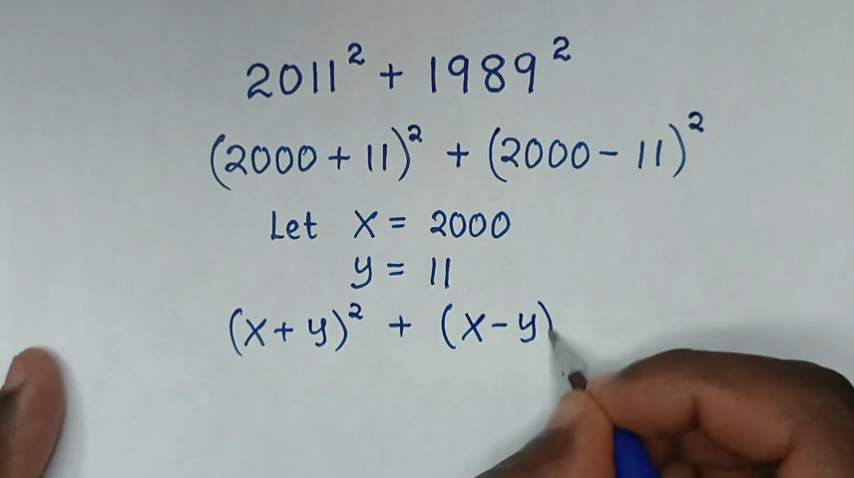 2011² + 1989²
(2000 + 11)² + (2000 - 11)²
Let x = 2000
y = 11
(x + y)² + (x - y)